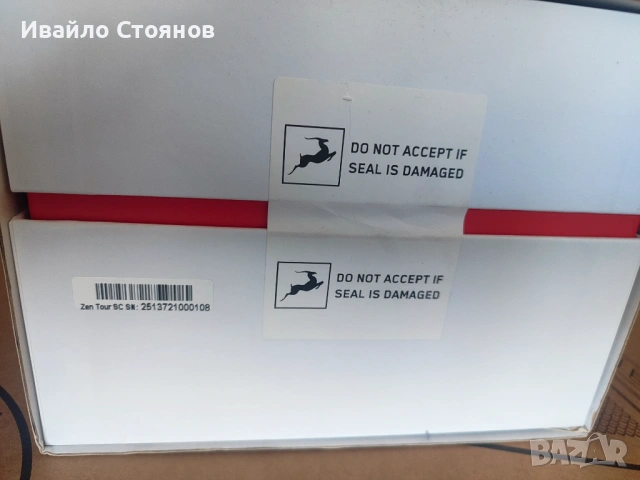 Ивайло Стоянов
DO NOT ACCEPT IF
SEAL IS DAMAGED
DO NOT ACCEPT IF
SEAL IS DAMAGED
Zen Tour SC SN: 2513721000108
BAZAR